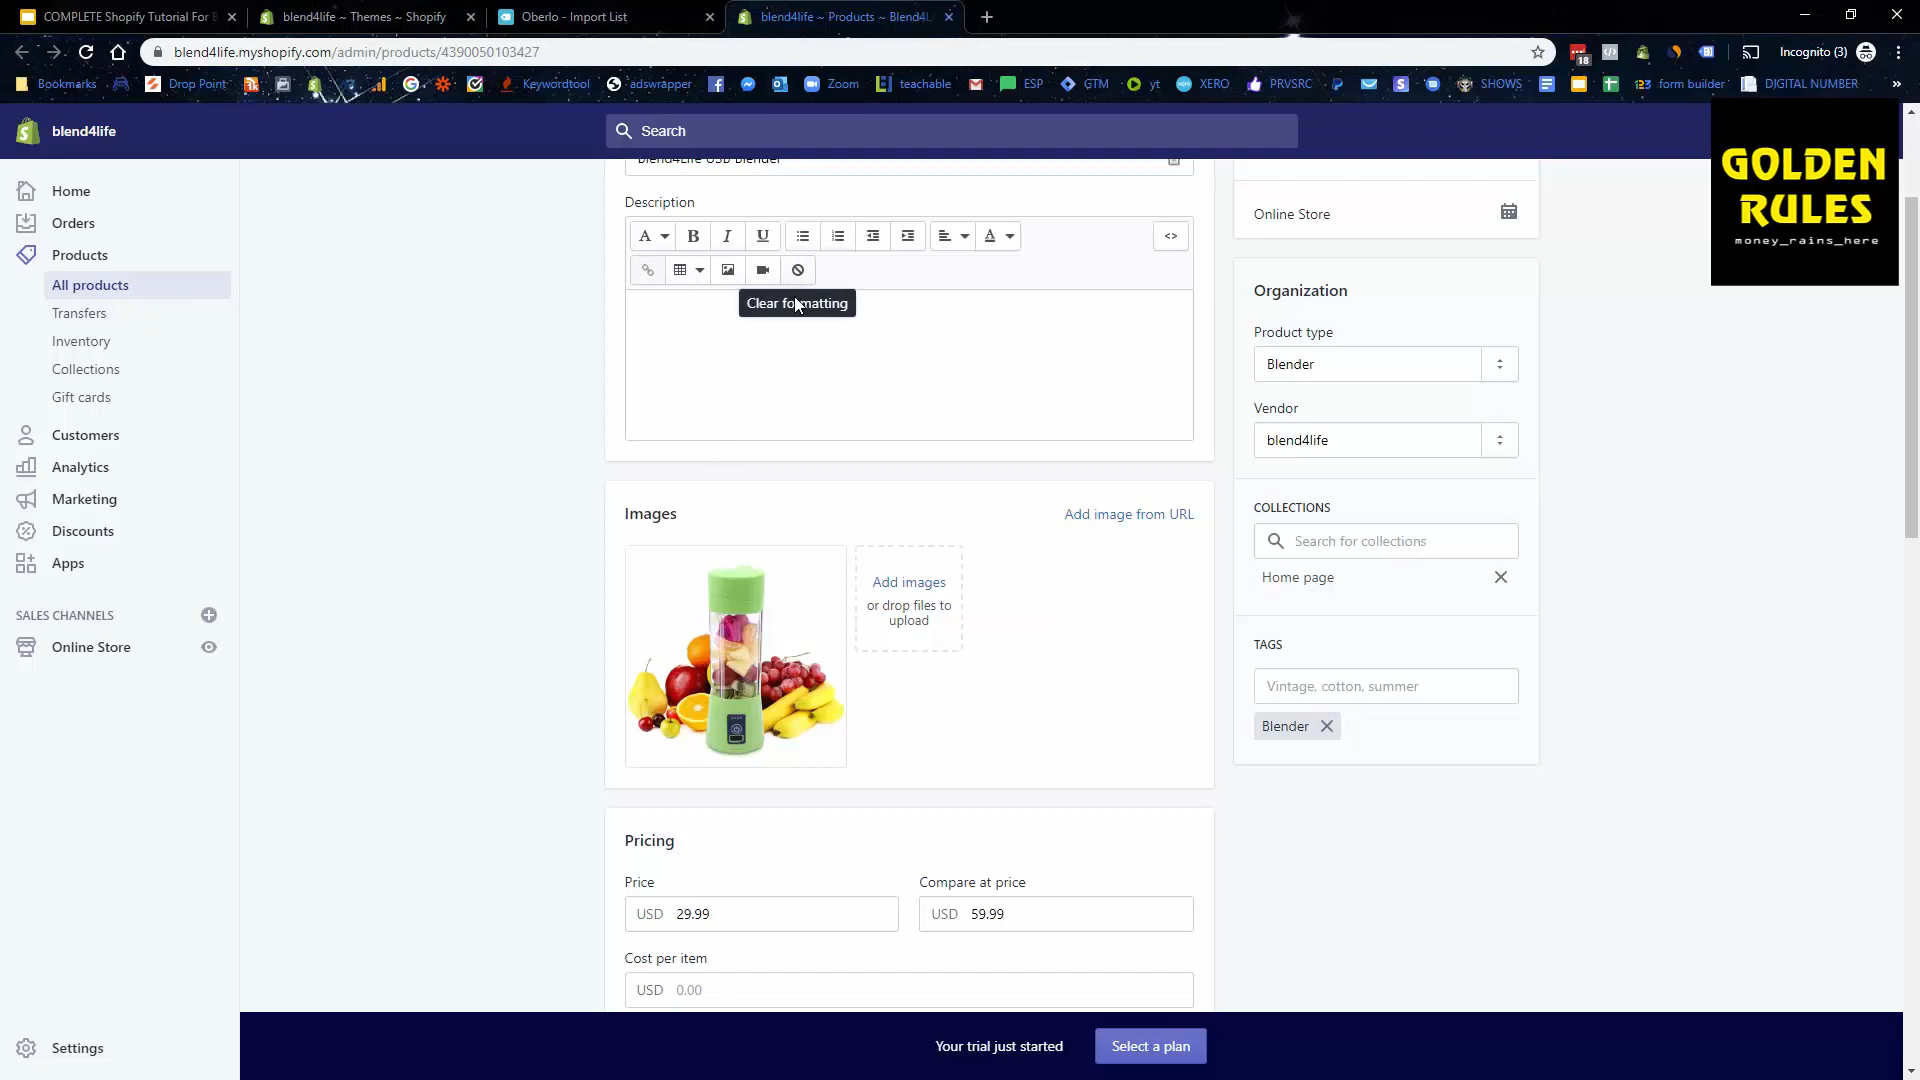 COMPLETE Shopify Tutorial For B
blend4life ~ Themes ~ Shopify
Oberlo - Import List
blend4life ~ Products ~ Blend4L
blend4life.myshopify.com/admin/products/4390050103427
18
Incognito (3)
Bookmarks
Drop Point
Keywordtool
adswrapper
Zoom
teachable
ESP
GTM
yt
XERO
PRVSRC
SHOWS
123 form builder
DIGITAL NUMBER
»
blend4life
Search
GOLDEN
RULES
money_rains_here
Home
Orders
Products
All products
Transfers
Inventory
Collections
Gift cards
Customers
Analytics
Marketing
Discounts
Apps
SALES CHANNELS
Online Store
Settings
Blend4Life USB Blender
Description
A
B
I
U
A
<>
Clear formatting
Images
Add image from URL
Add images
or drop files to
upload
Pricing
Price
Compare at price
USD 29.99
USD 59.99
Cost per item
USD 0.00
Online Store
Organization
Product type
Blender
Vendor
blend4life
COLLECTIONS
Search for collections
Home page
TAGS
Vintage, cotton, summer
Blender
Your trial just started
Select a plan